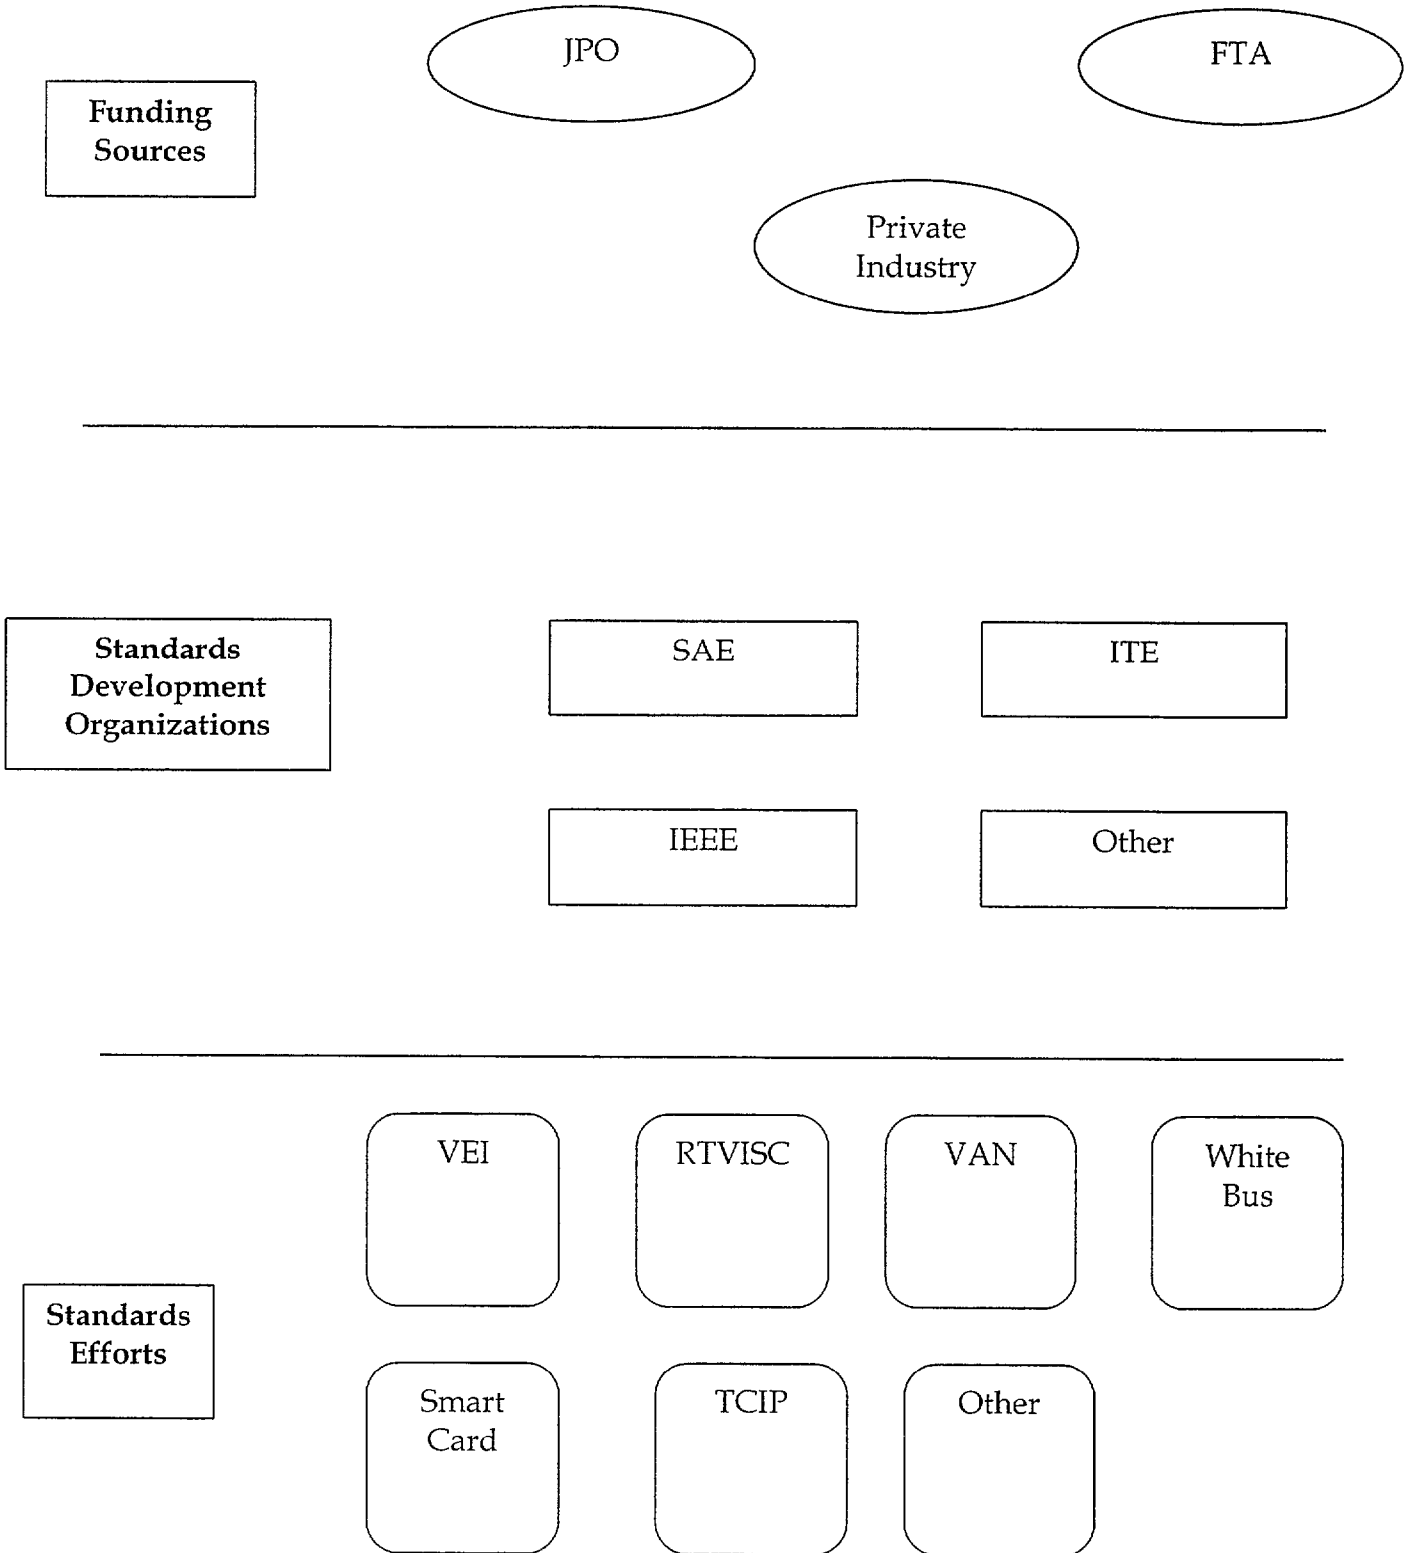 JPO
FTA
Funding
Sources
Private
Industry
Standards
Development
Organizations
SAE
ITE
IEEE
Other
VEI
RTVISC
VAN
White
Bus
Standards
Efforts
Smart
Card
TCIP
Other